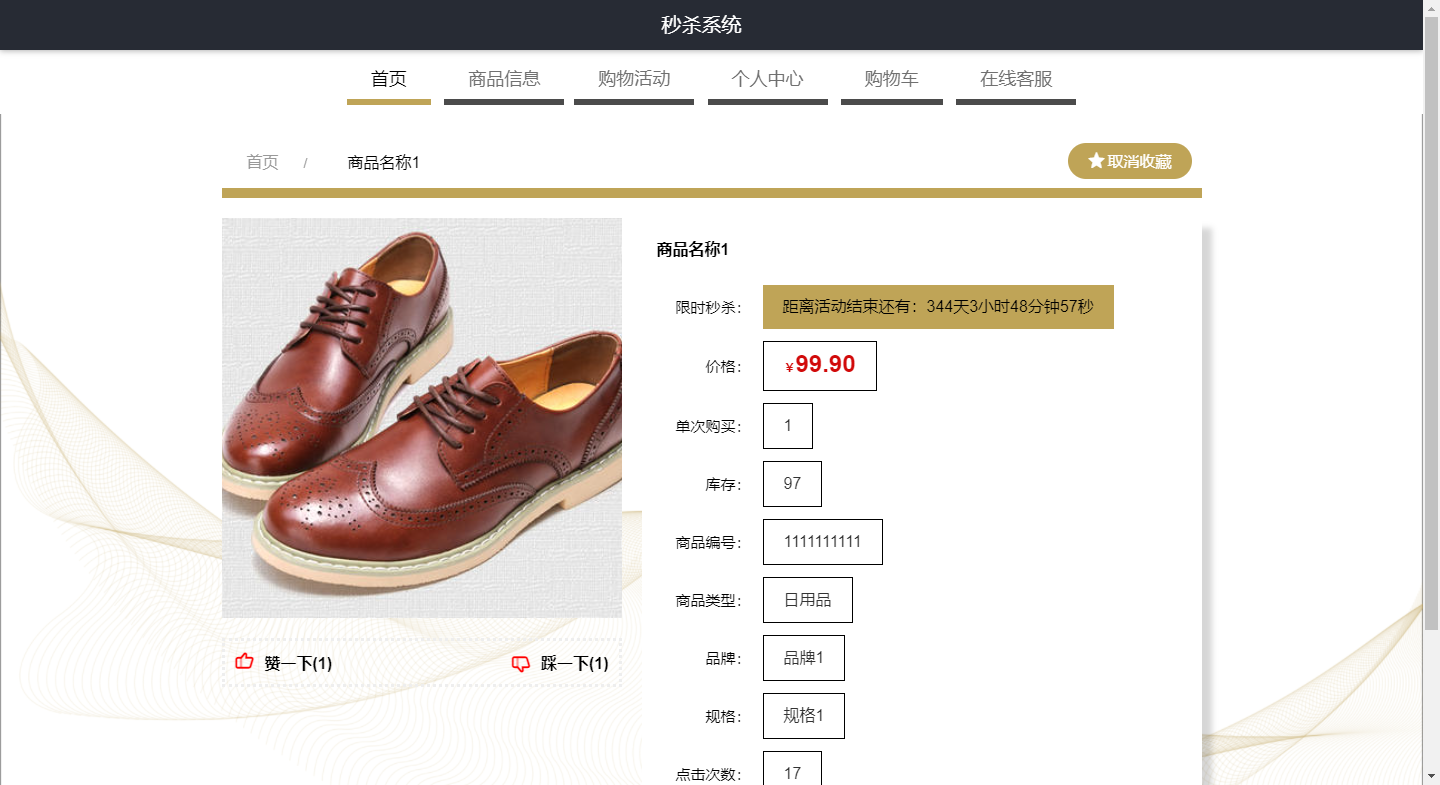 秒杀系统
首页 商品信息 购物活动 个人中心 购物车 在线客服
首页 / 商品名称1 取消收藏
商品名称1
限时秒杀： 距离活动结束还有：344天3小时48分钟57秒
价格： ￥99.90
单次购买： 1
库存： 97
商品编号： 1111111111
商品类型： 日用品
品牌： 品牌1
规格： 规格1
点击次数： 17
赞一下(1) 踩一下(1)